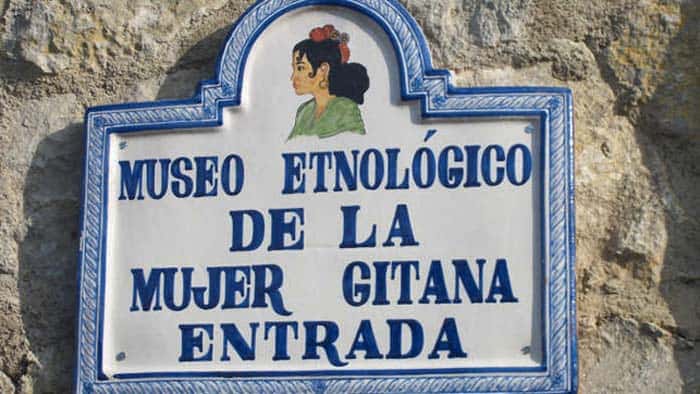 MUSEO ETNOLÓGICO
DE LA
MUJER GITANA
ENTRADA